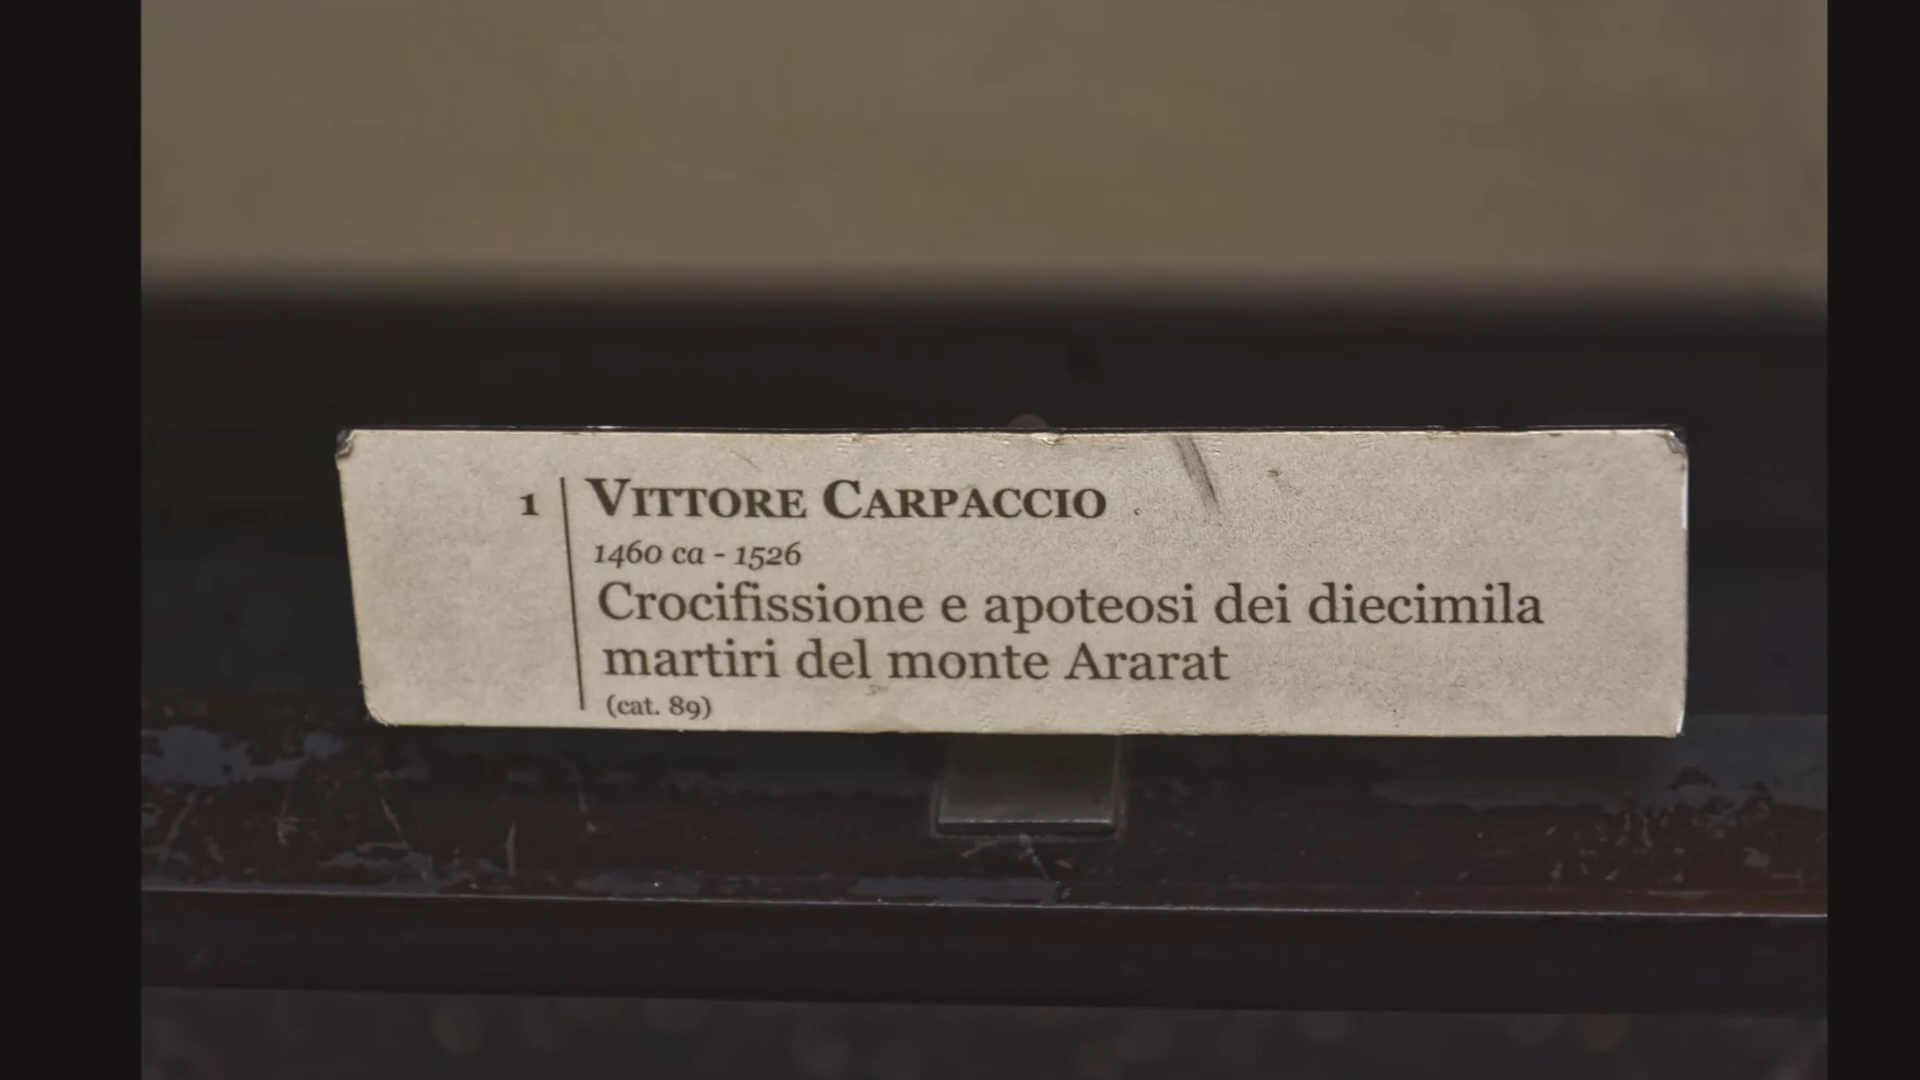 1 VITTORE CARPACCIO
1460 ca - 1526
Crocifissione e apoteosi dei diecimila
martiri del monte Ararat
(cat. 89)